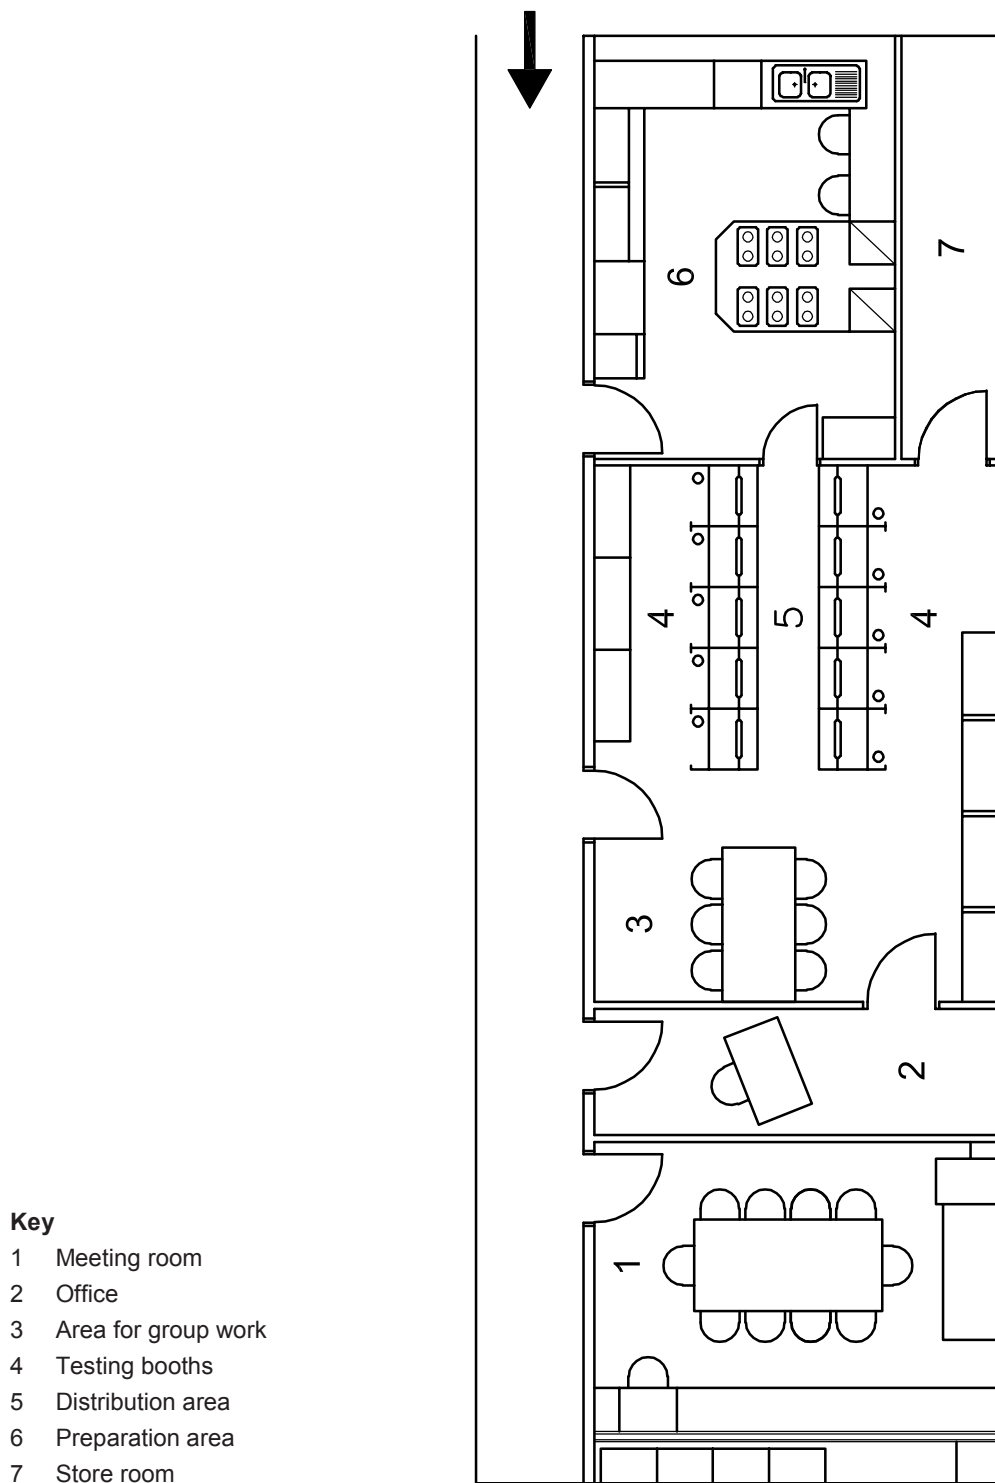 7
6
4
5
4
3
2
1
Key
1 Meeting room
2 Office
3 Area for group work
4 Testing booths
5 Distribution area
6 Preparation area
7 Store room